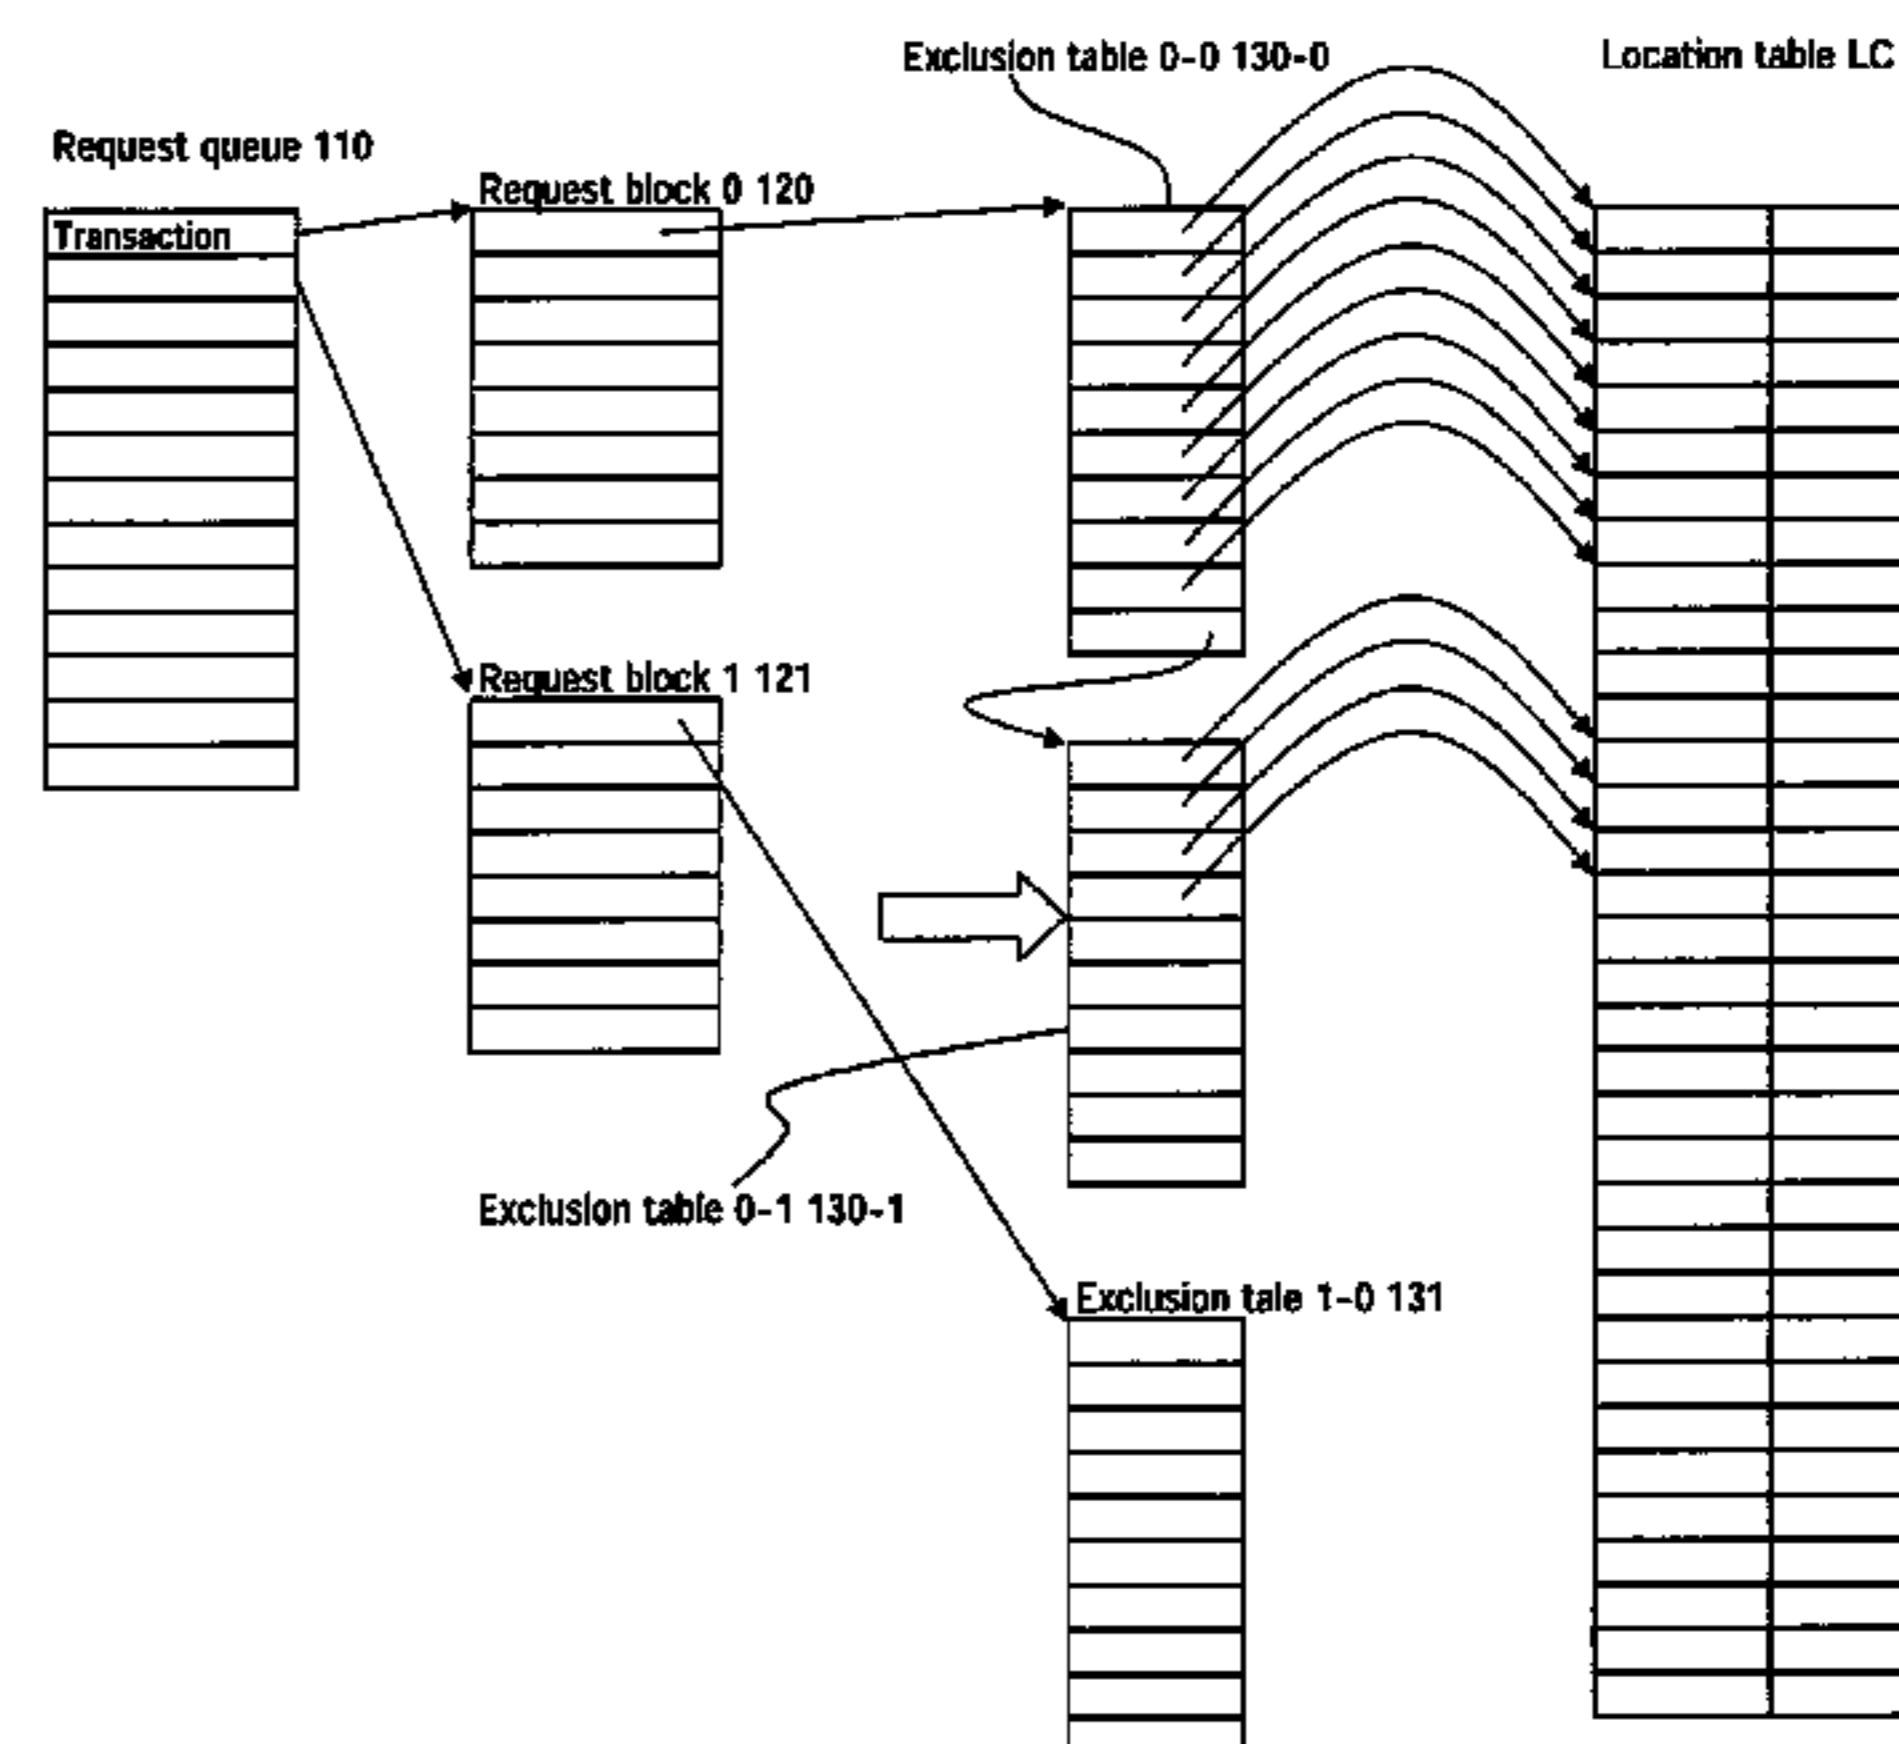 Exclusion table 0-0 130-0
Location table LC
Request queue 110
Request block 0 120
Transaction
Request block 1 121
Exclusion table 0-1 130-1
Exclusion tale 1-0 131